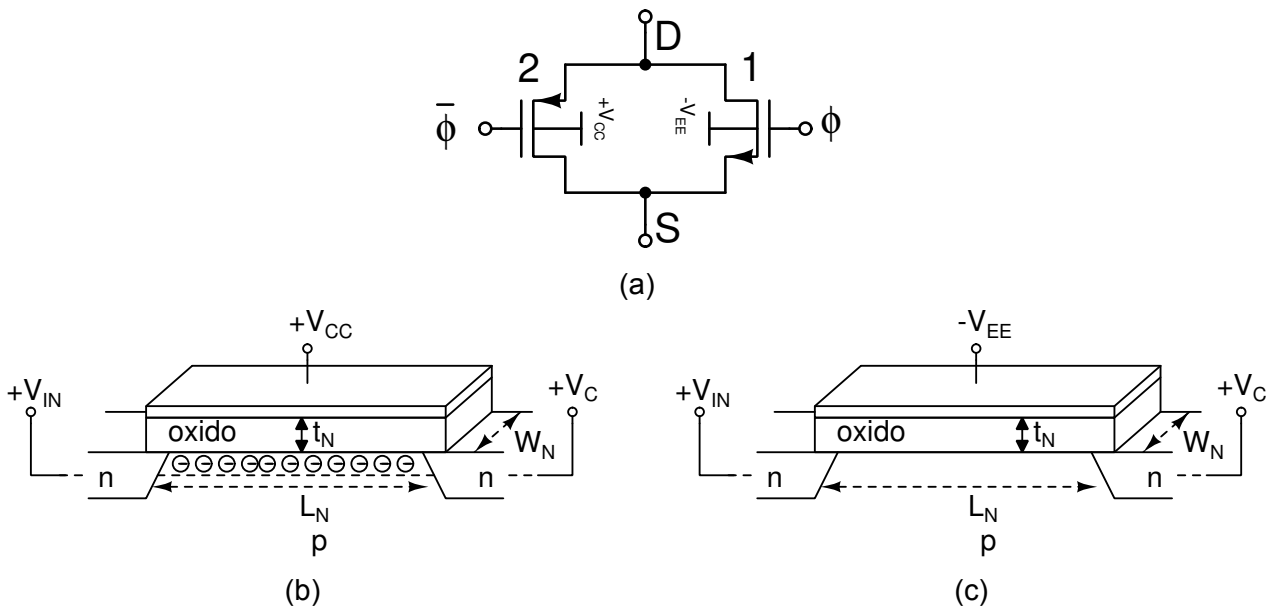 D
2 1
ϕ̅ +V_CC -V_EE ϕ
S
(a)
+V_CC -V_EE
+V_IN +V_C +V_IN +V_C
oxido t_N W_N oxido t_N W_N
n n n n
L_N L_N
p p
(b) (c)